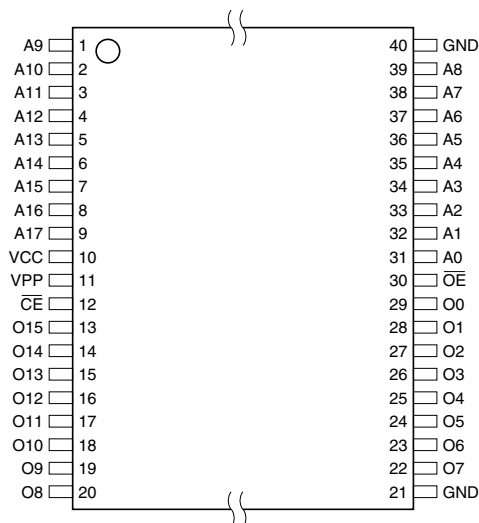 A9 1 40 GND
A10 2 39 A8
A11 3 38 A7
A12 4 37 A6
A13 5 36 A5
A14 6 35 A4
A15 7 34 A3
A16 8 33 A2
A17 9 32 A1
VCC 10 31 A0
VPP 11 30 O̅E̅
C̅E̅ 12 29 O0
O15 13 28 O1
O14 14 27 O2
O13 15 26 O3
O12 16 25 O4
O11 17 24 O5
O10 18 23 O6
O9 19 22 O7
O8 20 21 GND